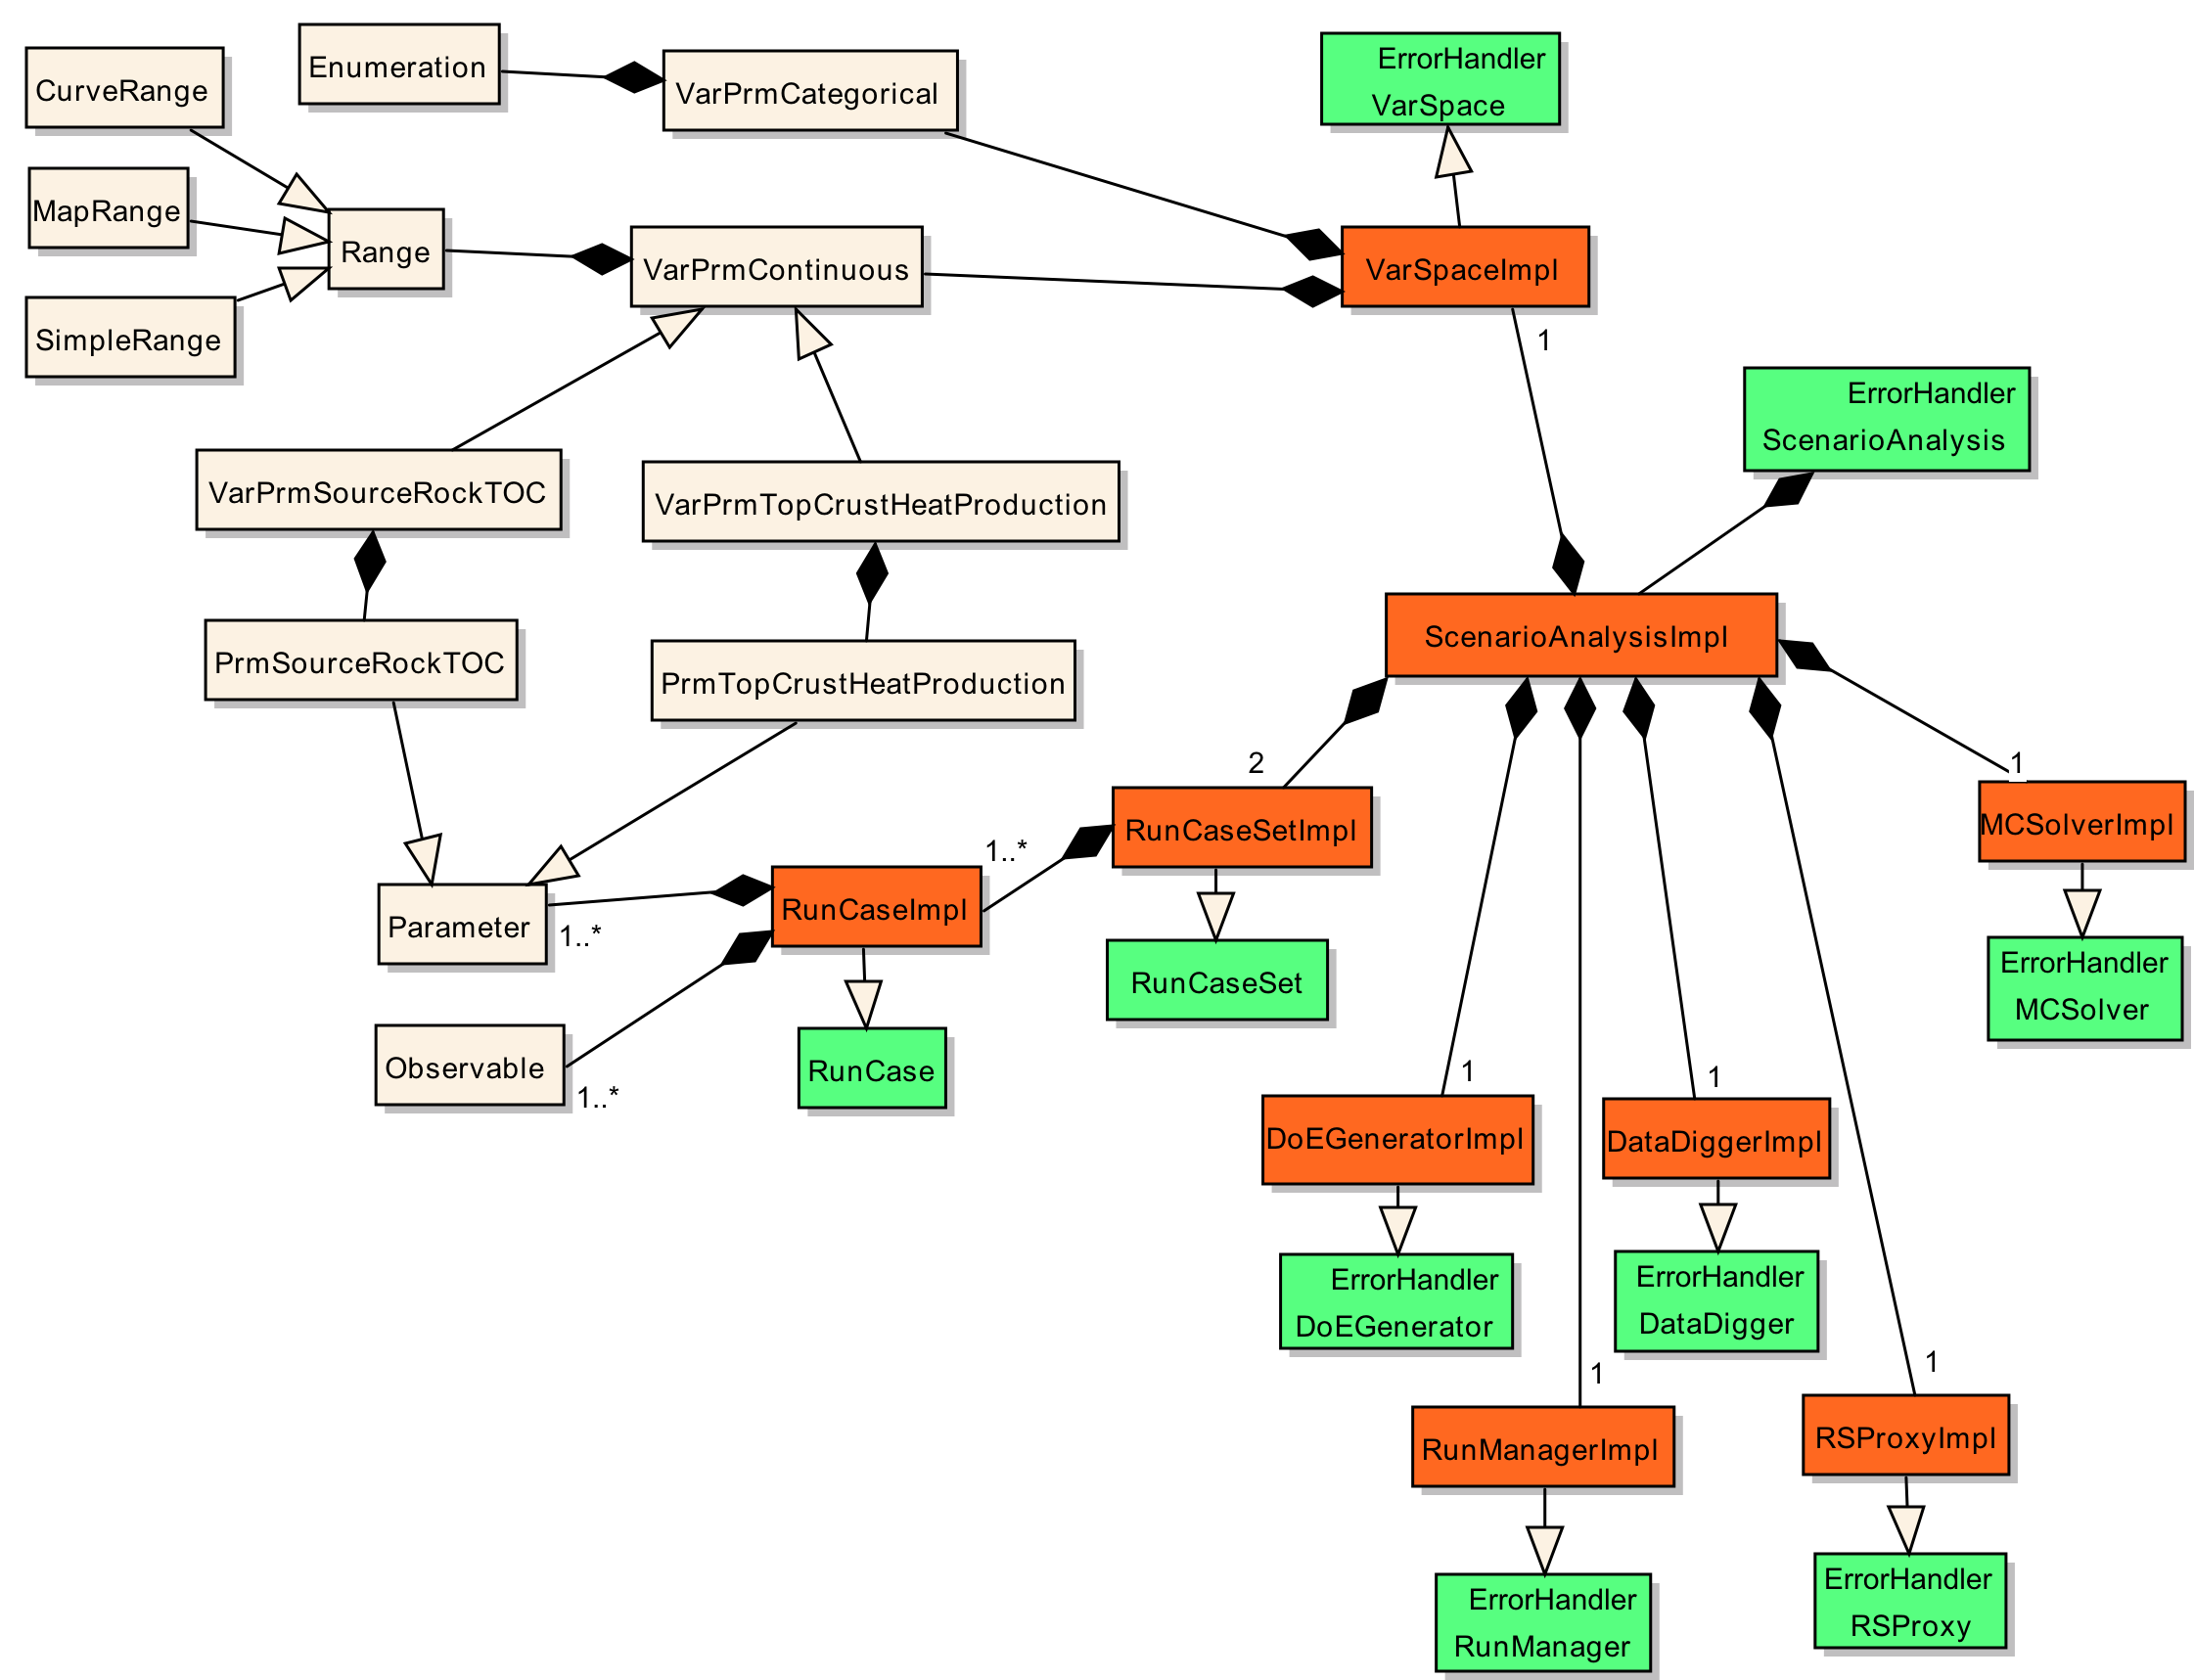 Enumeration
CurveRange
VarPrmCategorical
ErrorHandler
VarSpace
MapRange
Range
VarPrmContinuous
VarSpaceImpl
SimpleRange
1
ErrorHandler
ScenarioAnalysis
VarPrmSourceRockTOC
VarPrmTopCrustHeatProduction
ScenarioAnalysisImpl
PrmSourceRockTOC
PrmTopCrustHeatProduction
2
1
RunCaseSetImpl
MCSolverImpl
1..*
RunCaseImpl
Parameter
1..*
RunCaseSet
ErrorHandler
MCSolver
Observable
1..*
RunCase
1
1
DoEGeneratorImpl
DataDiggerImpl
ErrorHandler
DoEGenerator
ErrorHandler
DataDigger
1
1
RunManagerImpl
RSProxyImpl
ErrorHandler
RunManager
ErrorHandler
RSProxy